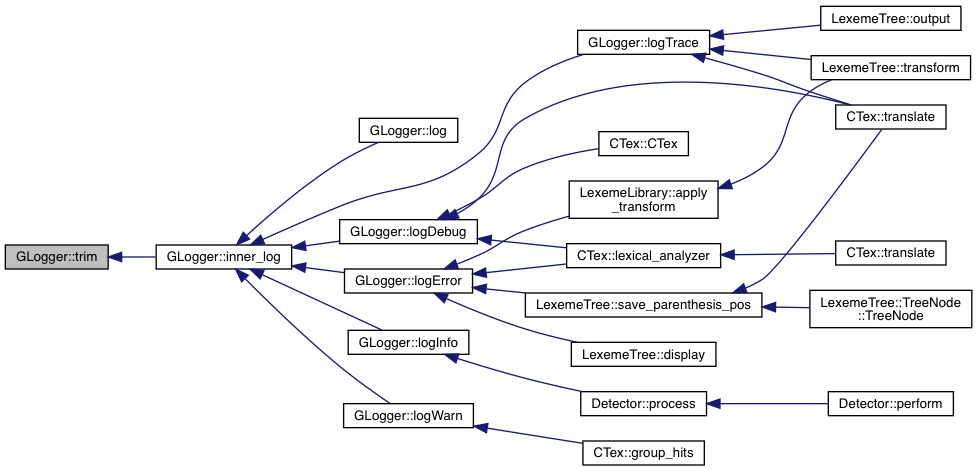 LexemeTree::output
GLogger::logTrace
LexemeTree::transform
CTex::translate
GLogger::log
CTex::CTex
LexemeLibrary::apply
_transform
GLogger::logDebug
GLogger::trim
GLogger::inner_log
CTex::lexical_analyzer
CTex::translate
GLogger::logError
LexemeTree::save_parenthesis_pos
LexemeTree::TreeNode
::TreeNode
GLogger::logInfo
LexemeTree::display
Detector::process
Detector::perform
GLogger::logWarn
CTex::group_hits